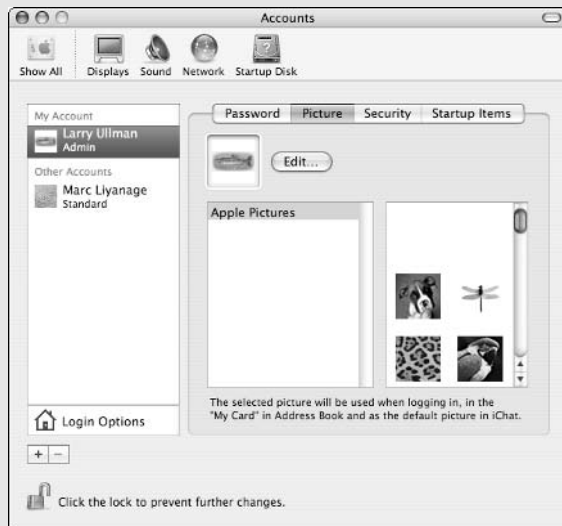 Accounts
Show All Displays Sound Network Startup Disk
My Account
Larry Ullman
Admin
Other Accounts
Marc Liyanage
Standard
Login Options
Password Picture Security Startup Items
Edit...
Apple Pictures
The selected picture will be used when logging in, in the
"My Card" in Address Book and as the default picture in iChat.
+ −
Click the lock to prevent further changes.